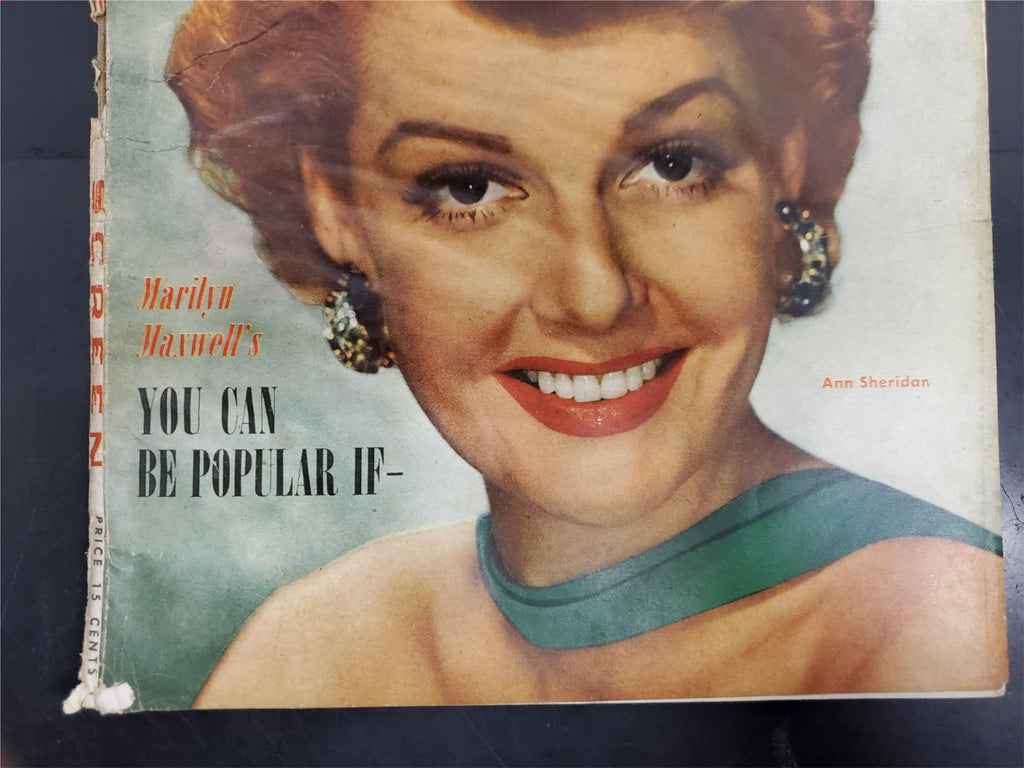 SCREEN
PRICE 15 CENTS
Marilyn
Maxwell's
YOU CAN
BE POPULAR IF—
Ann Sheridan